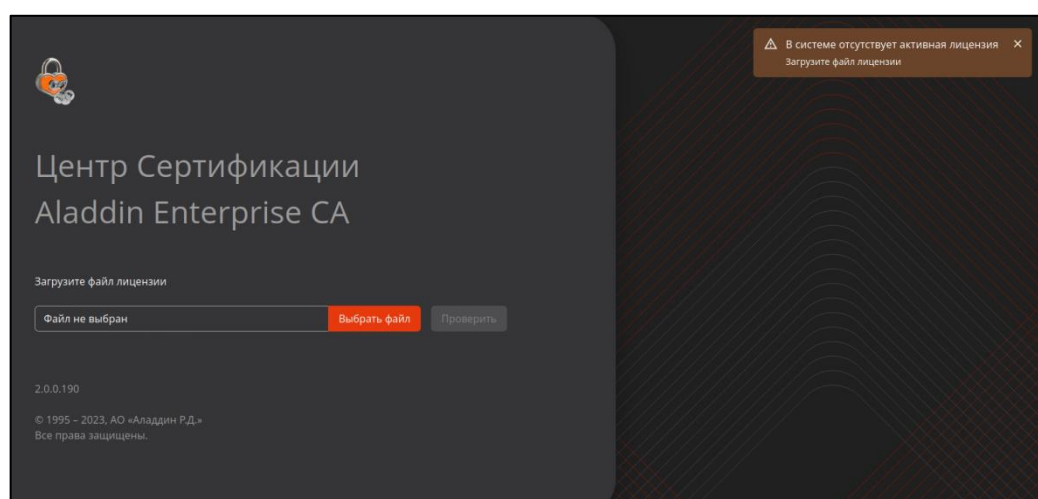 В системе отсутствует активная лицензия
Загрузите файл лицензии
Центр Сертификации
Aladdin Enterprise CA
Загрузите файл лицензии
Файл не выбран
Выбрать файл
Проверить
2.0.0.190
© 1995 – 2023, АО «Аладдин Р.Д.»
Все права защищены.